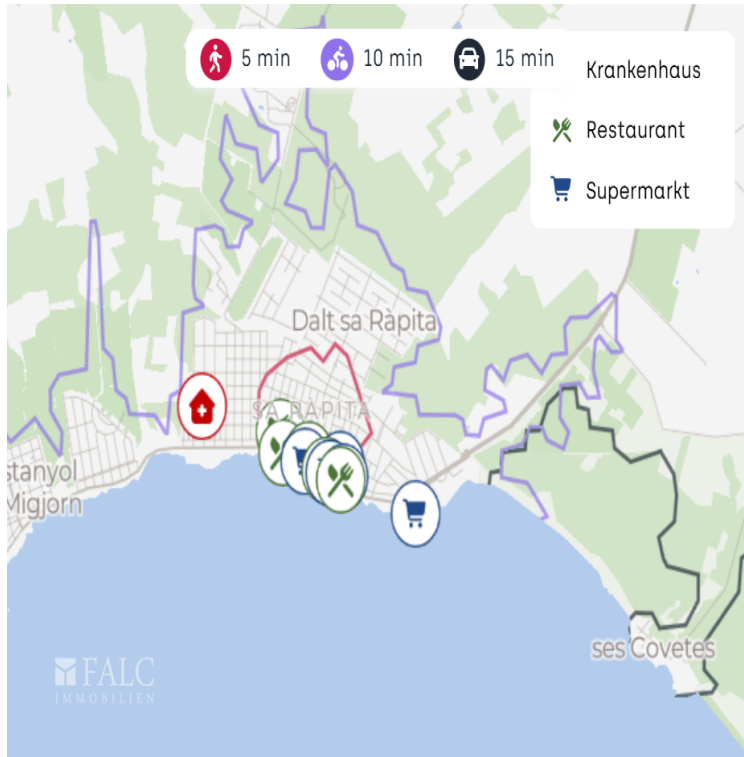 5 min
10 min
15 min
Krankenhaus
Restaurant
Supermarkt
Dalt sa Ràpita
SA RÀPITA
stanyol
Migjorn
ses Covetes
FALC
IMMOBILIEN